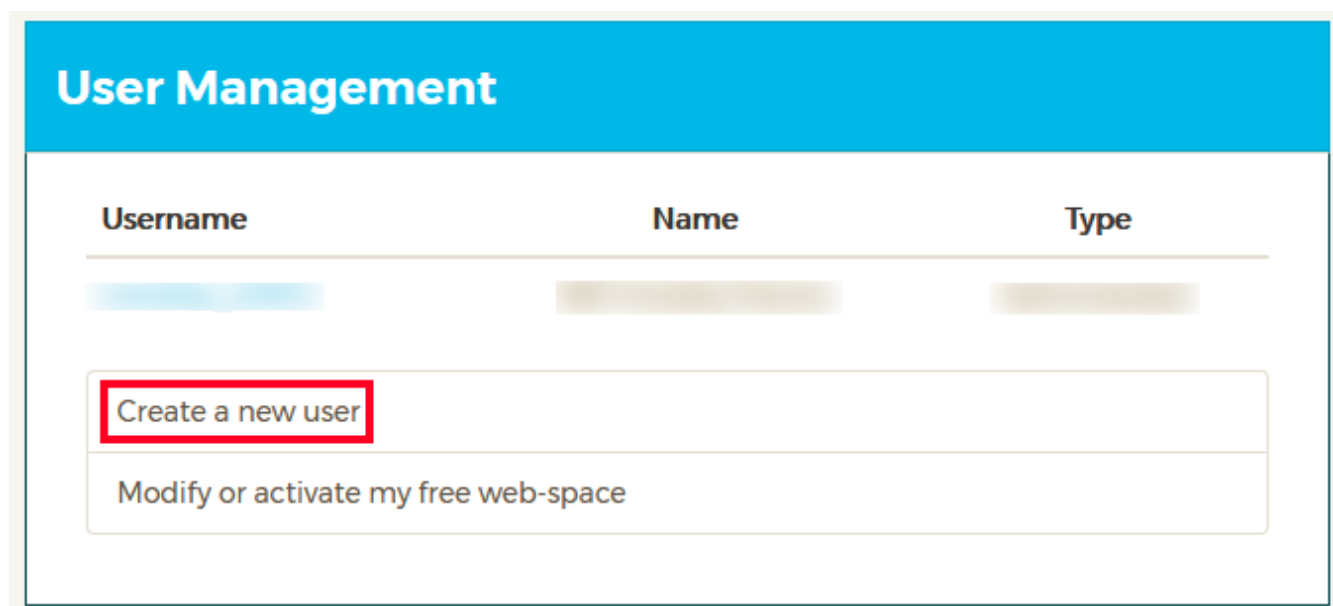 User Management
Username Name Type
Create a new user
Modify or activate my free web-space